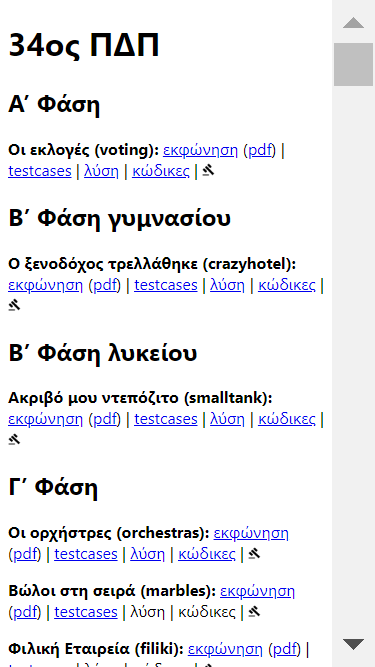 34ος ΠΔΠ
Α’ Φάση
Οι εκλογές (voting): εκφώνηση (pdf) |
testcases | λύση | κώδικες |
Β’ Φάση γυμνασίου
Ο ξενοδόχος τρελλάθηκε (crazyhotel):
εκφώνηση (pdf) | testcases | λύση | κώδικες |
Β’ Φάση λυκείου
Ακριβό μου ντεπόζιτο (smalltank):
εκφώνηση (pdf) | testcases | λύση | κώδικες |
Γ’ Φάση
Οι ορχήστρες (orchestras): εκφώνηση
(pdf) | testcases | λύση | κώδικες |
Βώλοι στη σειρά (marbles): εκφώνηση
(pdf) | testcases | λύση | κώδικες |
Φιλική Εταιρεία (filiki): εκφώνηση (pdf) |